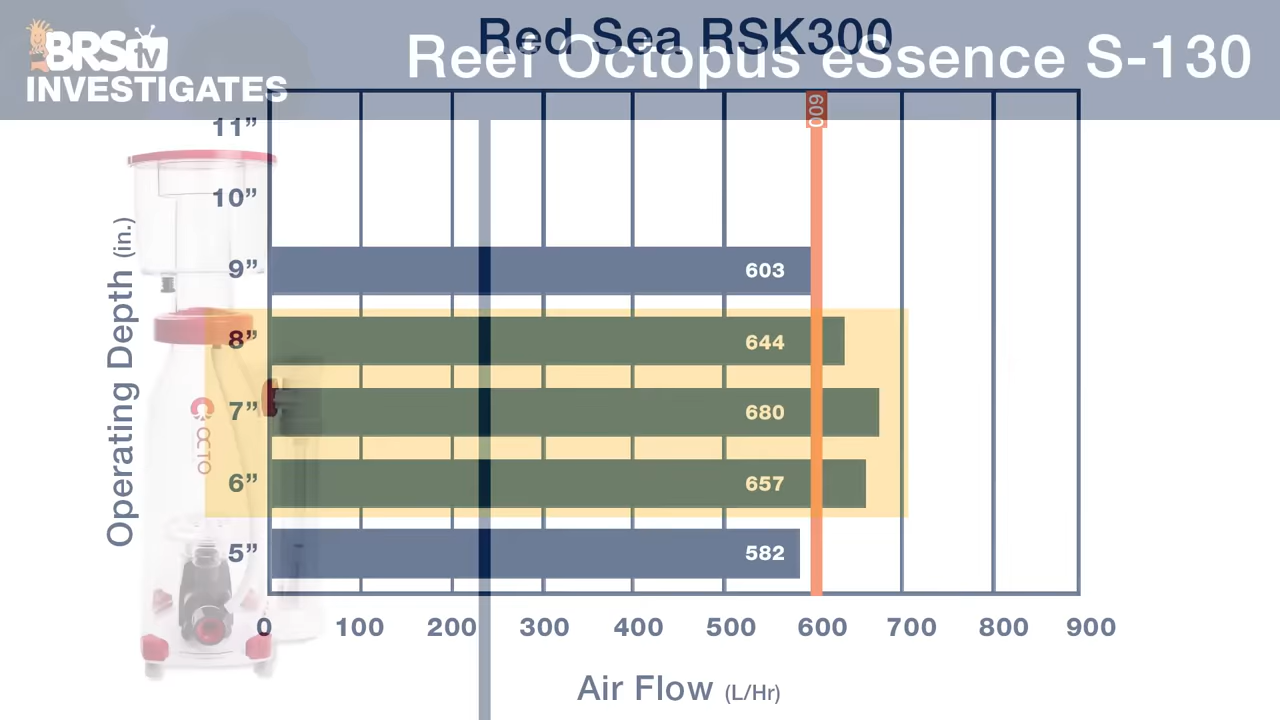 Red Sea RSK300
Reef Octopus eSsence S-130
BRStv
INVESTIGATES
600
11”
10”
9” 603
8” 644
7” 680
6” 657
5” 582
Operating Depth (in.)
OCTO
0 100 200 300 400 500 600 700 800 900
Air Flow (L/Hr)